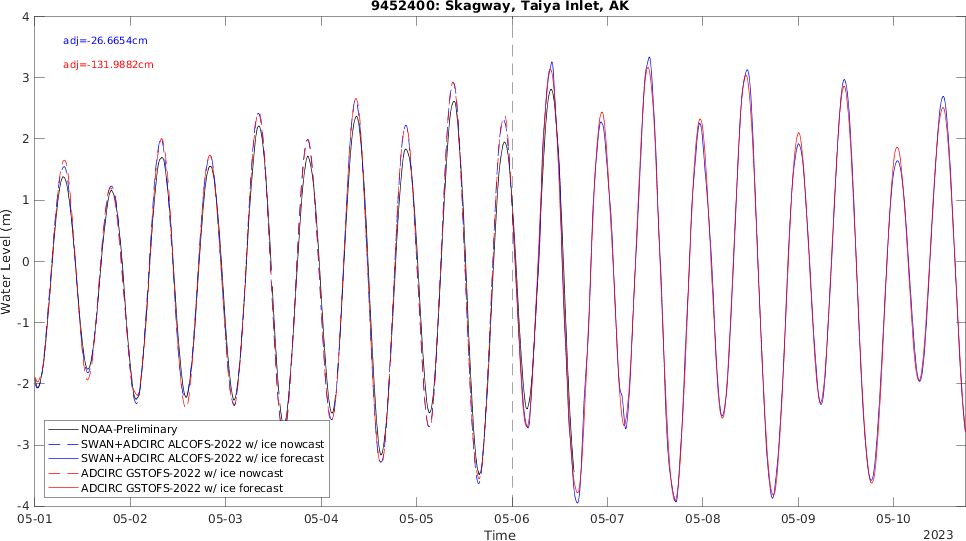 9452400: Skagway, Taiya Inlet, AK
adj=-26.6654cm
adj=-131.9882cm
4
3
2
1
0
-1
-2
-3
-4
Water Level (m)
NOAA-Preliminary
SWAN+ADCIRC ALCOFS-2022 w/ ice nowcast
SWAN+ADCIRC ALCOFS-2022 w/ ice forecast
ADCIRC GSTOFS-2022 w/ ice nowcast
ADCIRC GSTOFS-2022 w/ ice forecast
05-01 05-02 05-03 05-04 05-05 05-06 05-07 05-08 05-09 05-10
Time
2023